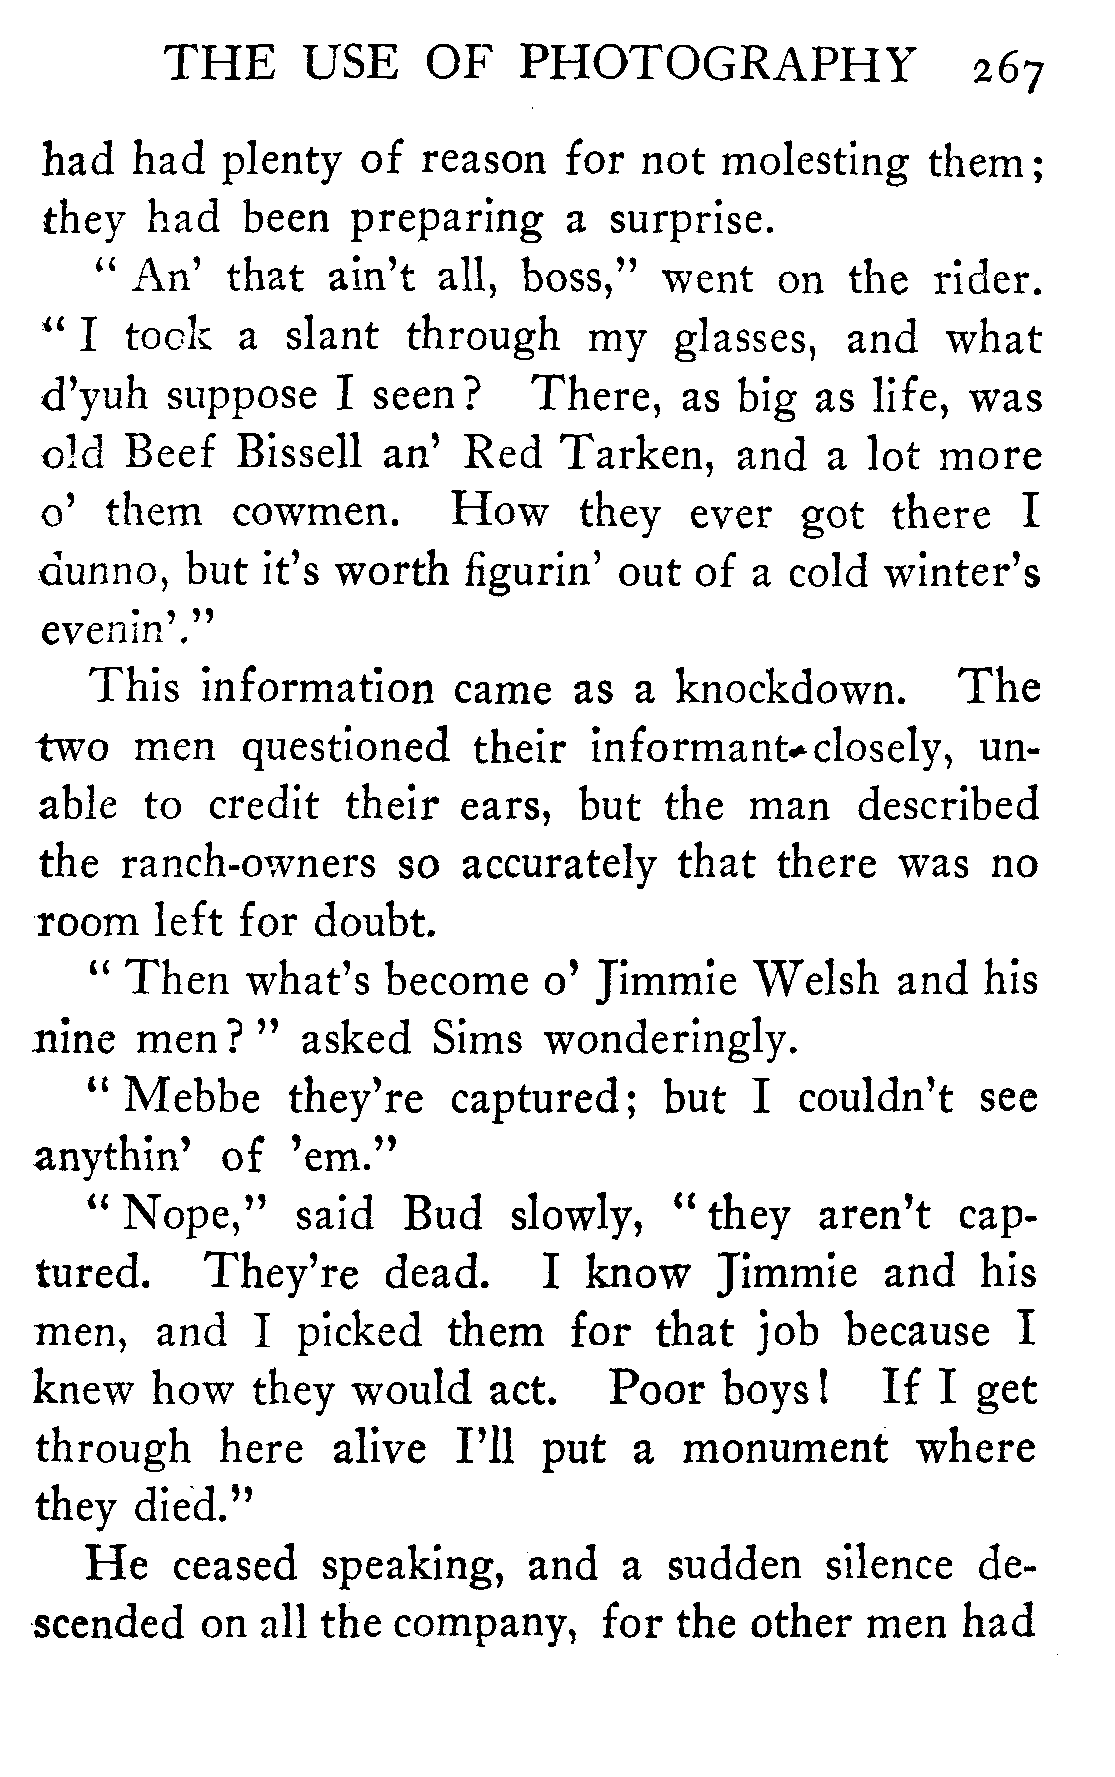 THE USE OF PHOTOGRAPHY 267
had had plenty of reason for not molesting them;
they had been preparing a surprise.
“ An’ that ain’t all, boss,” went on the rider.
“ I took a slant through my glasses, and what
d’yuh suppose I seen? There, as big as life, was
old Beef Bissell an’ Red Tarken, and a lot more
o’ them cowmen. How they ever got there I
dunno, but it’s worth figurin’ out of a cold winter’s
evenin’.”
This information came as a knockdown. The
two men questioned their informant closely, un-
able to credit their ears, but the man described
the ranch-owners so accurately that there was no
room left for doubt.
“ Then what’s become o’ Jimmie Welsh and his
nine men? ” asked Sims wonderingly.
“ Mebbe they’re captured; but I couldn’t see
anythin’ of ’em.”
“ Nope,” said Bud slowly, “ they aren’t cap-
tured. They’re dead. I know Jimmie and his
men, and I picked them for that job because I
knew how they would act. Poor boys! If I get
through here alive I’ll put a monument where
they died.”
He ceased speaking, and a sudden silence de-
scended on all the company, for the other men had